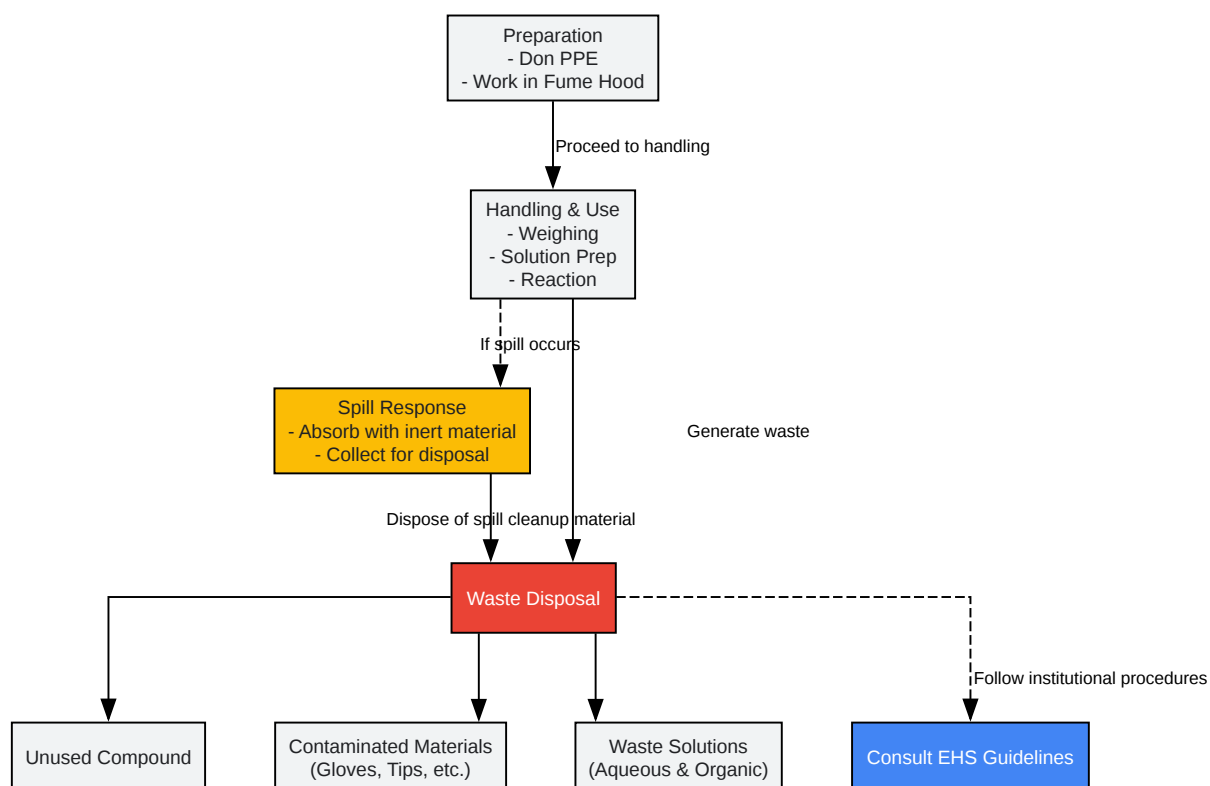 Preparation
- Don PPE
- Work in Fume Hood
Proceed to handling
Handling & Use
- Weighing
- Solution Prep
- Reaction
If spill occurs
Spill Response
- Absorb with inert material
- Collect for disposal
Generate waste
Dispose of spill cleanup material
Waste Disposal
Follow institutional procedures
Unused Compound
Contaminated Materials
(Gloves, Tips, etc.)
Waste Solutions
(Aqueous & Organic)
Consult EHS Guidelines